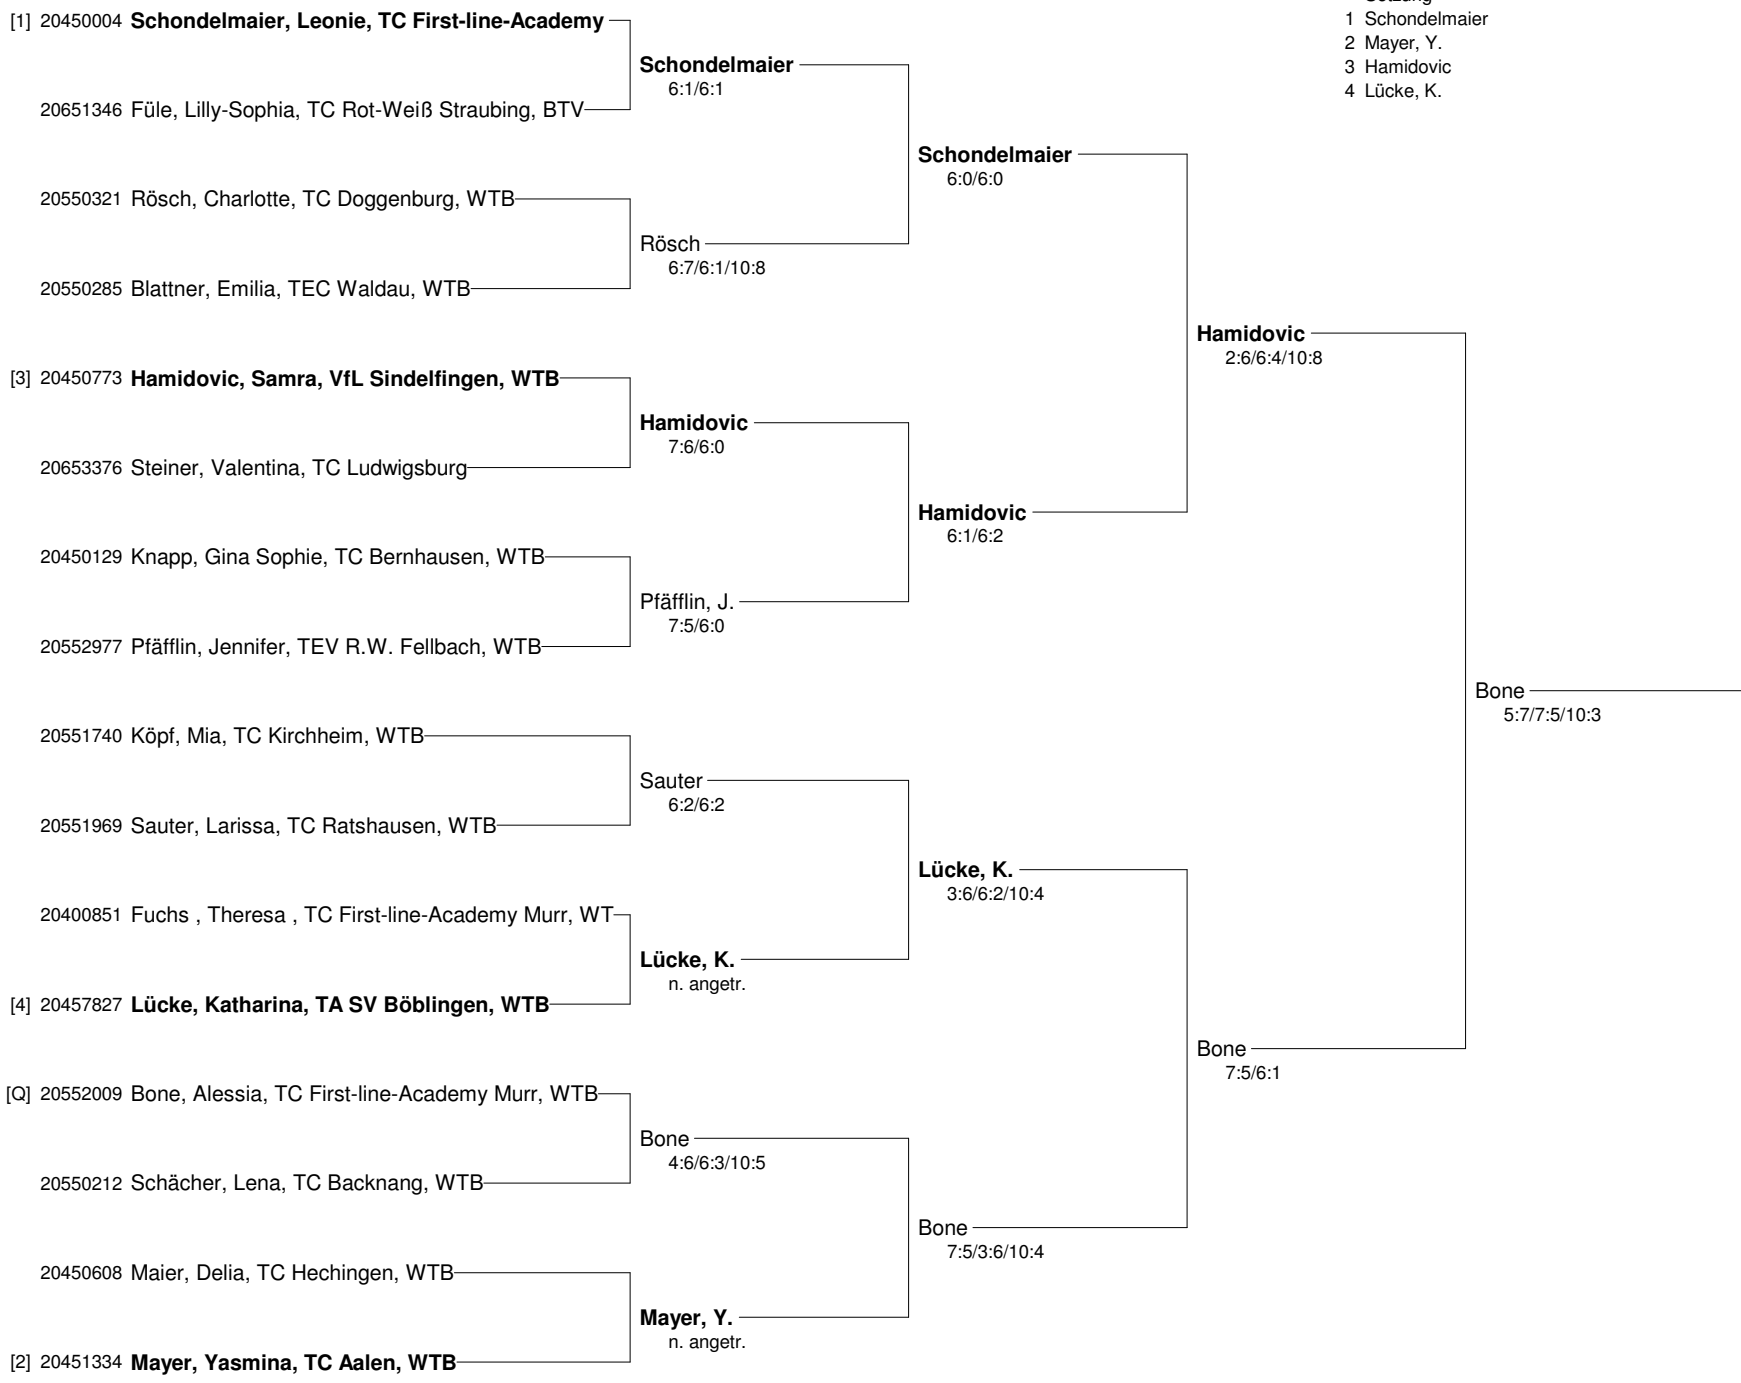 Setzung
[1] 20450004 Schondelmaier, Leonie, TC First-line-Academy
1 Schondelmaier
2 Mayer, Y.
Schondelmaier
3 Hamidovic
6:1/6:1
4 Lücke, K.
20651346 Füle, Lilly-Sophia, TC Rot-Weiß Straubing, BTV
Schondelmaier
6:0/6:0
20550321 Rösch, Charlotte, TC Doggenburg, WTB
Rösch
6:7/6:1/10:8
20550285 Blattner, Emilia, TEC Waldau, WTB
Hamidovic
2:6/6:4/10:8
[3] 20450773 Hamidovic, Samra, VfL Sindelfingen, WTB
Hamidovic
7:6/6:0
20653376 Steiner, Valentina, TC Ludwigsburg
Hamidovic
6:1/6:2
20450129 Knapp, Gina Sophie, TC Bernhausen, WTB
Pfäfflin, J.
7:5/6:0
20552977 Pfäfflin, Jennifer, TEV R.W. Fellbach, WTB
Bone
5:7/7:5/10:3
20551740 Köpf, Mia, TC Kirchheim, WTB
Sauter
6:2/6:2
20551969 Sauter, Larissa, TC Ratshausen, WTB
Lücke, K.
3:6/6:2/10:4
20400851 Fuchs , Theresa , TC First-line-Academy Murr, WT
Lücke, K.
n. angetr.
[4] 20457827 Lücke, Katharina, TA SV Böblingen, WTB
Bone
7:5/6:1
[Q] 20552009 Bone, Alessia, TC First-line-Academy Murr, WTB
Bone
4:6/6:3/10:5
20550212 Schächer, Lena, TC Backnang, WTB
Bone
7:5/3:6/10:4
20450608 Maier, Delia, TC Hechingen, WTB
Mayer, Y.
n. angetr.
[2] 20451334 Mayer, Yasmina, TC Aalen, WTB